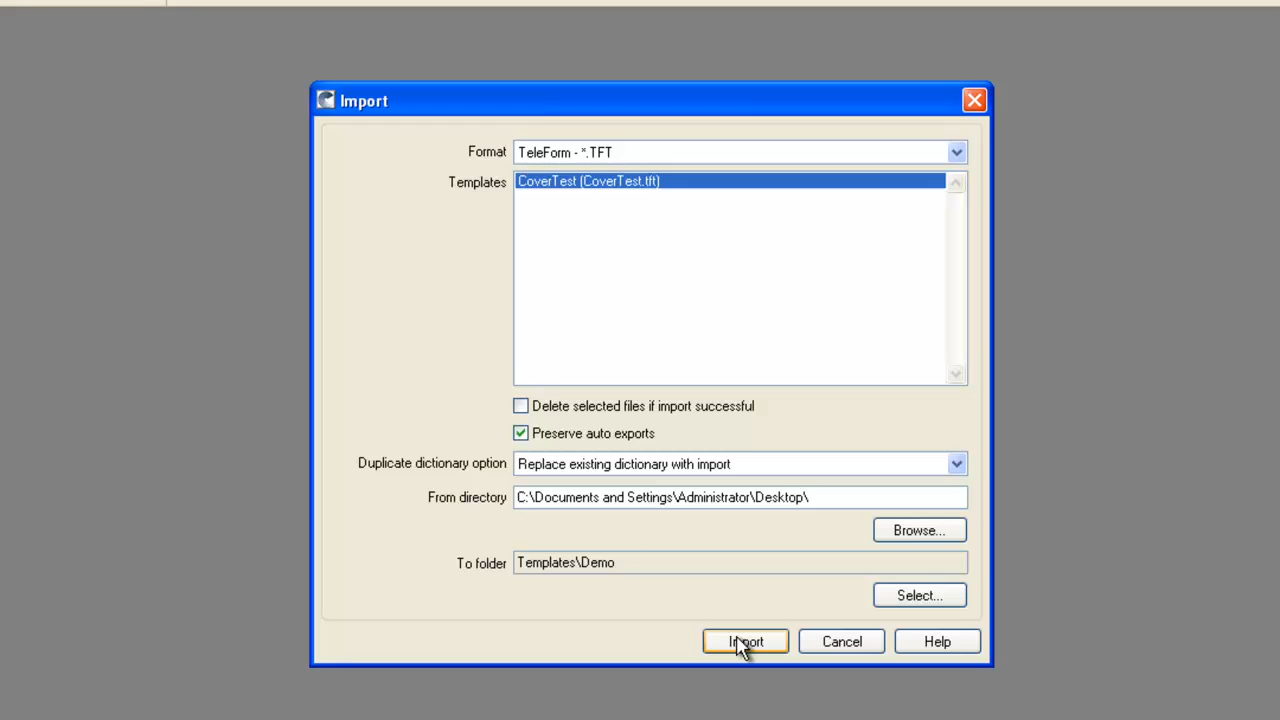 Import
Format TeleForm - *.TFT
Templates CoverTest (CoverTest.tft)
Delete selected files if import successful
Preserve auto exports
Duplicate dictionary option Replace existing dictionary with import
From directory C:\Documents and Settings\Administrator\Desktop\
Browse...
To folder Templates\Demo
Select...
Import Cancel Help